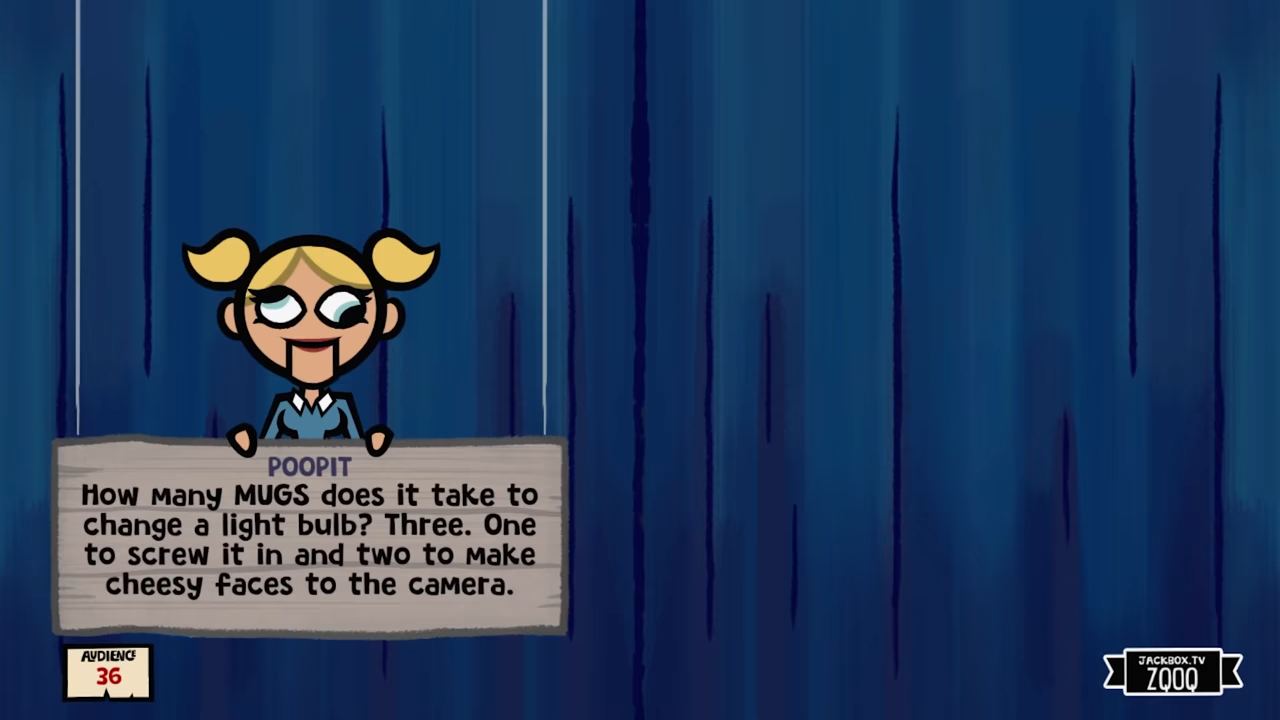 POOPIT
How many MUGS does it take to
change a light bulb? Three. One
to screw it in and two to make
cheesy faces to the camera.
AUDIENCE
36
JACKBOX.TV
ZQOQ